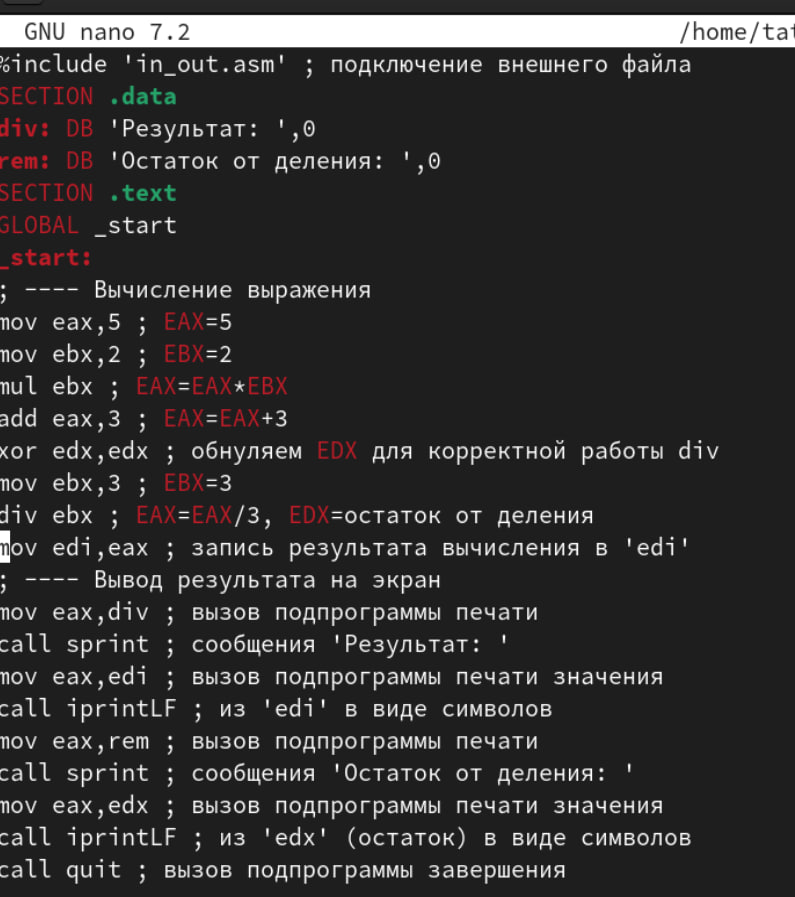 GNU nano 7.2 /home/tat
%include 'in_out.asm' ; подключение внешнего файла
SECTION .data
div: DB 'Результат: ',0
rem: DB 'Остаток от деления: ',0
SECTION .text
GLOBAL _start
_start:
; ---- Вычисление выражения
mov eax,5 ; EAX=5
mov ebx,2 ; EBX=2
mul ebx ; EAX=EAX*EBX
add eax,3 ; EAX=EAX+3
xor edx,edx ; обнуляем EDX для корректной работы div
mov ebx,3 ; EBX=3
div ebx ; EAX=EAX/3, EDX=остаток от деления
mov edi,eax ; запись результата вычисления в 'edi'
; ---- Вывод результата на экран
mov eax,div ; вызов подпрограммы печати
call sprint ; сообщения 'Результат: '
mov eax,edi ; вызов подпрограммы печати значения
call iprintLF ; из 'edi' в виде символов
mov eax,rem ; вызов подпрограммы печати
call sprint ; сообщения 'Остаток от деления: '
mov eax,edx ; вызов подпрограммы печати значения
call iprintLF ; из 'edx' (остаток) в виде символов
call quit ; вызов подпрограммы завершения